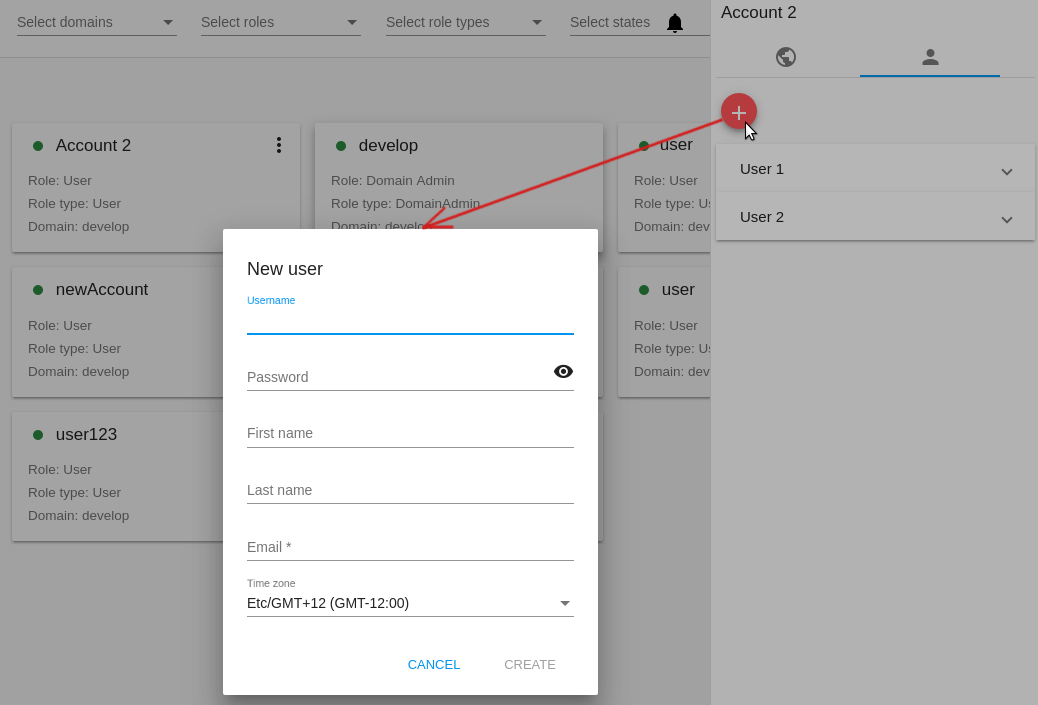 Select domains
Select roles
Select role types
Select states
Account 2
Account 2
Role: User
Role type: User
Domain: develop
develop
Role: Domain Admin
Role type: DomainAdmin
Domain: develop
user
Role: User
Role type: Us
Domain: dev
newAccount
Role: User
Role type: User
Domain: develop
user
Role: User
Role type: Us
Domain: dev
user123
Role: User
Role type: User
Domain: develop
User 1
User 2
New user
Username
Password
First name
Last name
Email *
Time zone
Etc/GMT+12 (GMT-12:00)
CANCEL
CREATE